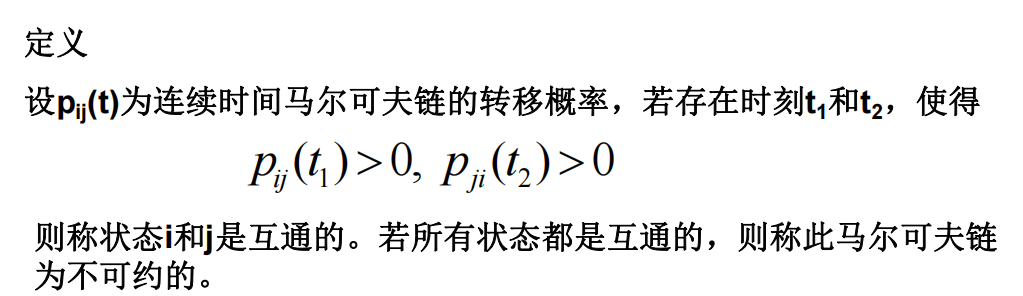 定义
设pij(t)为连续时间马尔可夫链的转移概率，若存在时刻t1和t2，使得
pij(t1)>0, pji(t2)>0
则称状态i和j是互通的。若所有状态都是互通的，则称此马尔可夫链
为不可约的。